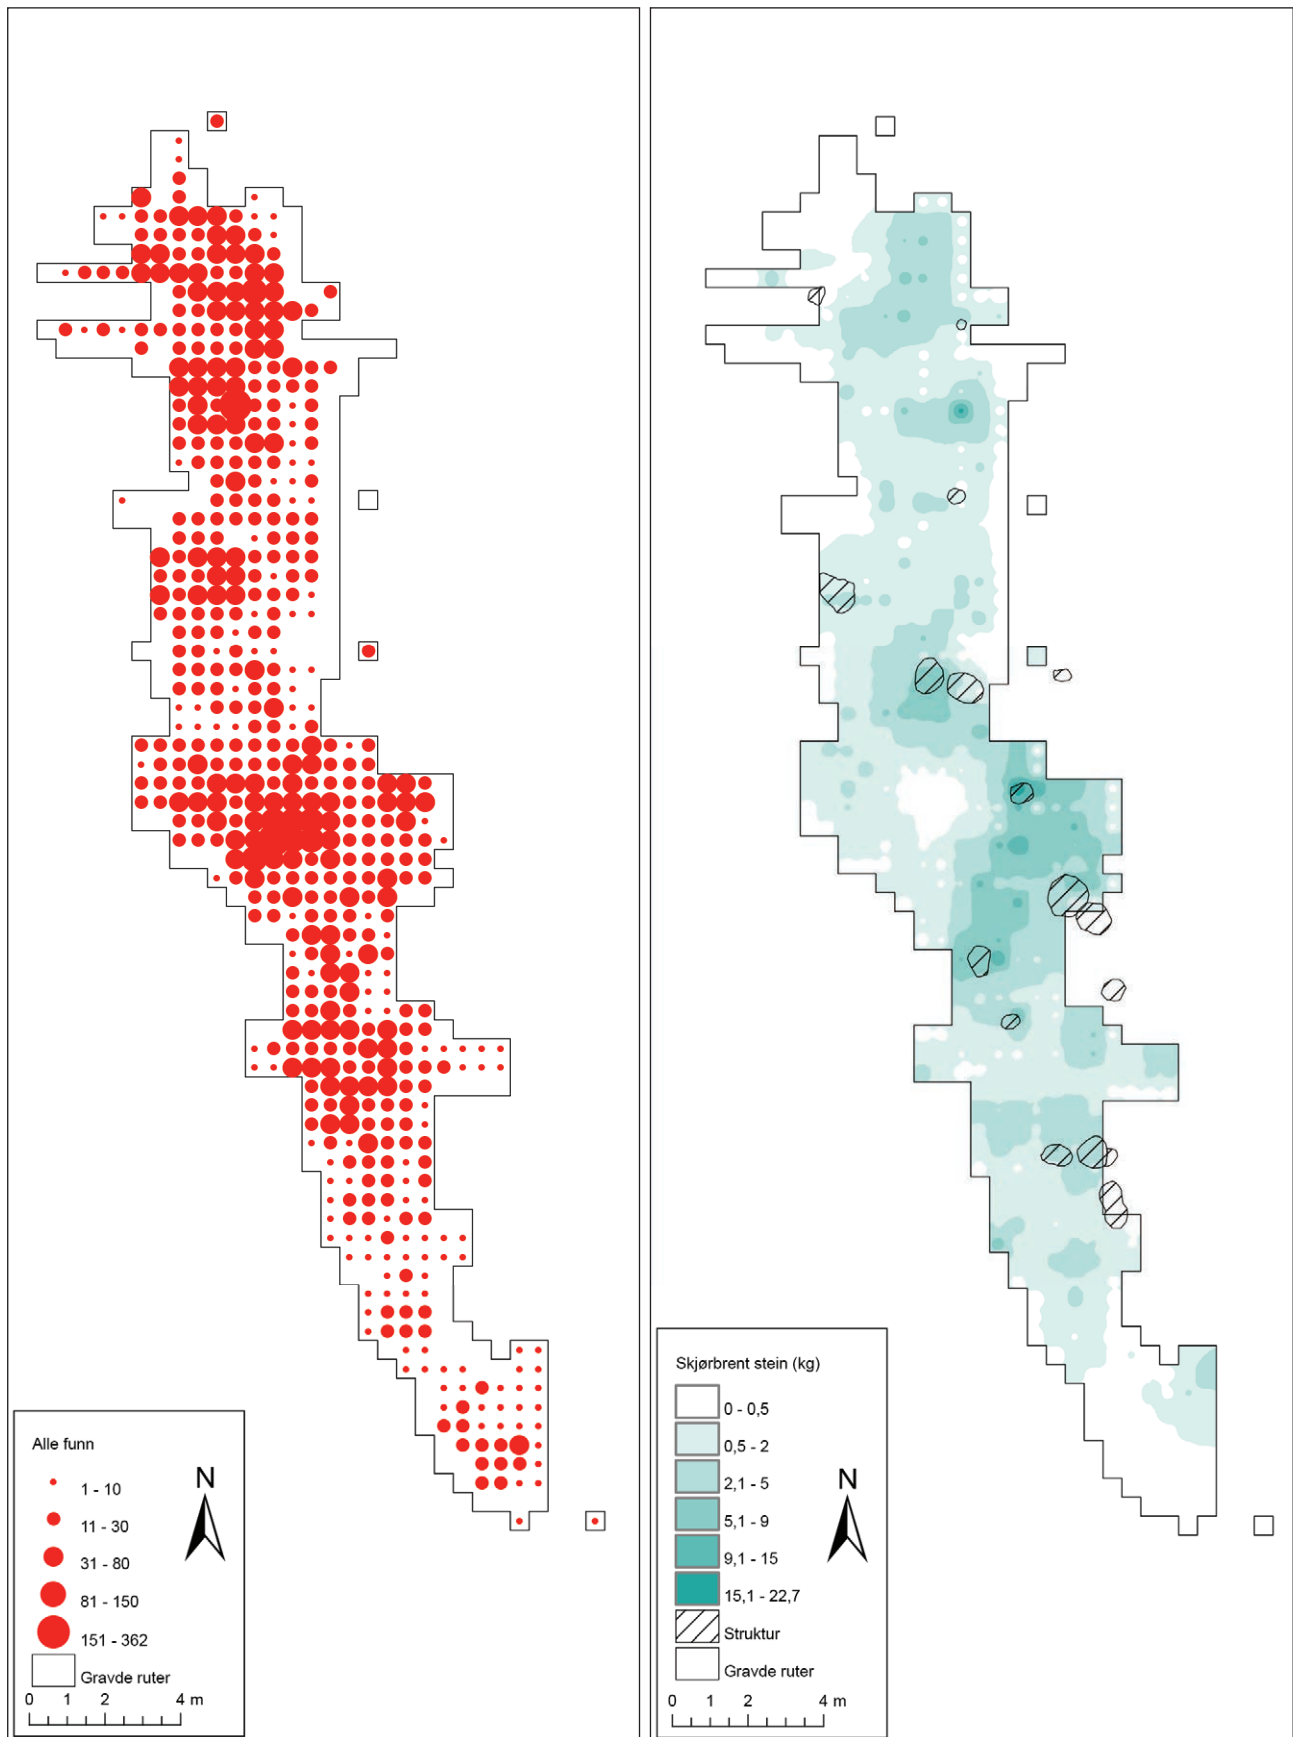 Alle funn
1 - 10
11 - 30
31 - 80
81 - 150
151 - 362
Gravde ruter
0 1 2 4 m
N
Skjørbrent stein (kg)
0 - 0,5
0,5 - 2
2,1 - 5
5,1 - 9
9,1 - 15
15,1 - 22,7
Struktur
Gravde ruter
0 1 2 4 m
N